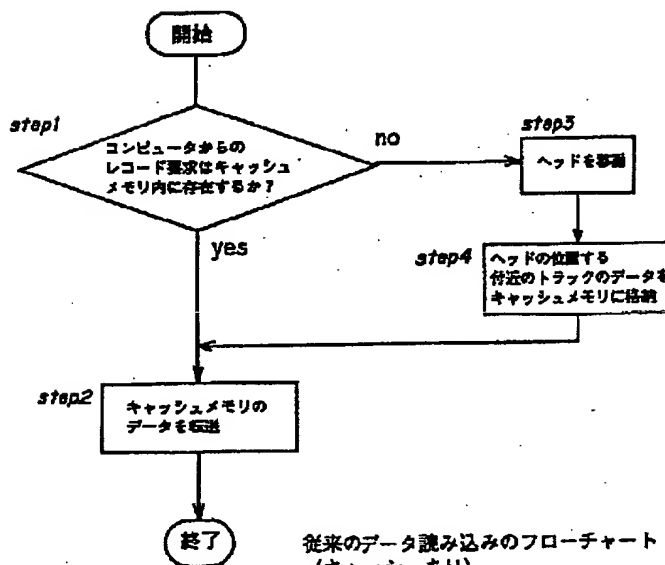 開始
step1
コンピュータからの
レコード要求はキャッシュ
メモリ内に存在するか?
no
step3
ヘッドを移動
yes
step4
ヘッドの位置する
付近のトラックのデータを
キャッシュメモリに格納
step2
キャッシュメモリの
データを転送
終了
従来のデータ読み込みのフローチャート